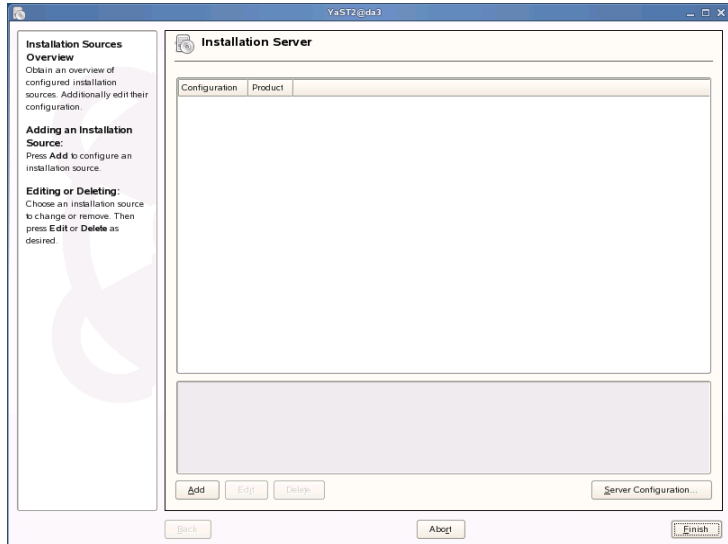 YaST2@da3
Installation Sources
Overview
Obtain an overview of
configured installation
sources. Additionally edit their
configuration.
Adding an Installation
Source:
Press Add to configure an
installation source.
Editing or Deleting:
Choose an installation source
to change or remove. Then
press Edit or Delete as
desired.
Installation Server
Configuration Product
Add Edit Delete Server Configuration...
Back Abort Finish